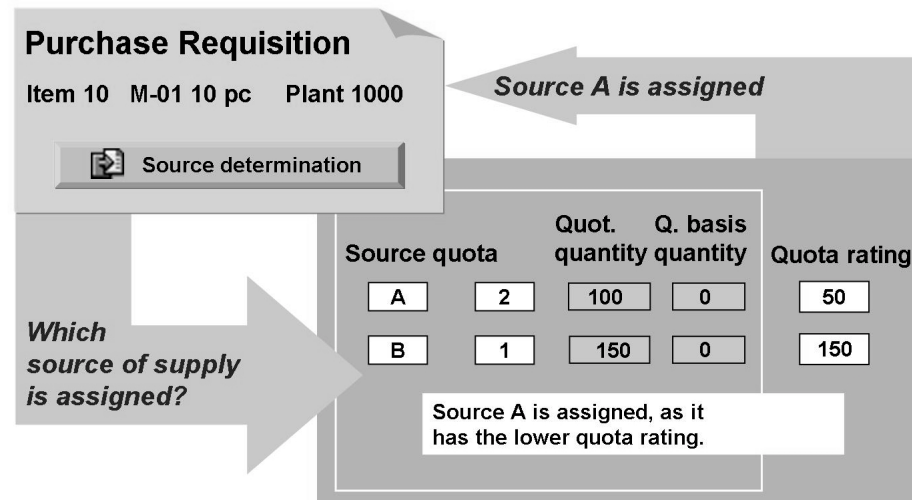 Purchase Requisition
Item 10 M-01 10 pc Plant 1000
Source determination
Source A is assigned
Which
source of supply
is assigned?
Quot. Q. basis
Source quota quantity quantity Quota rating
A 2 100 0 50
B 1 150 0 150
Source A is assigned, as it
has the lower quota rating.